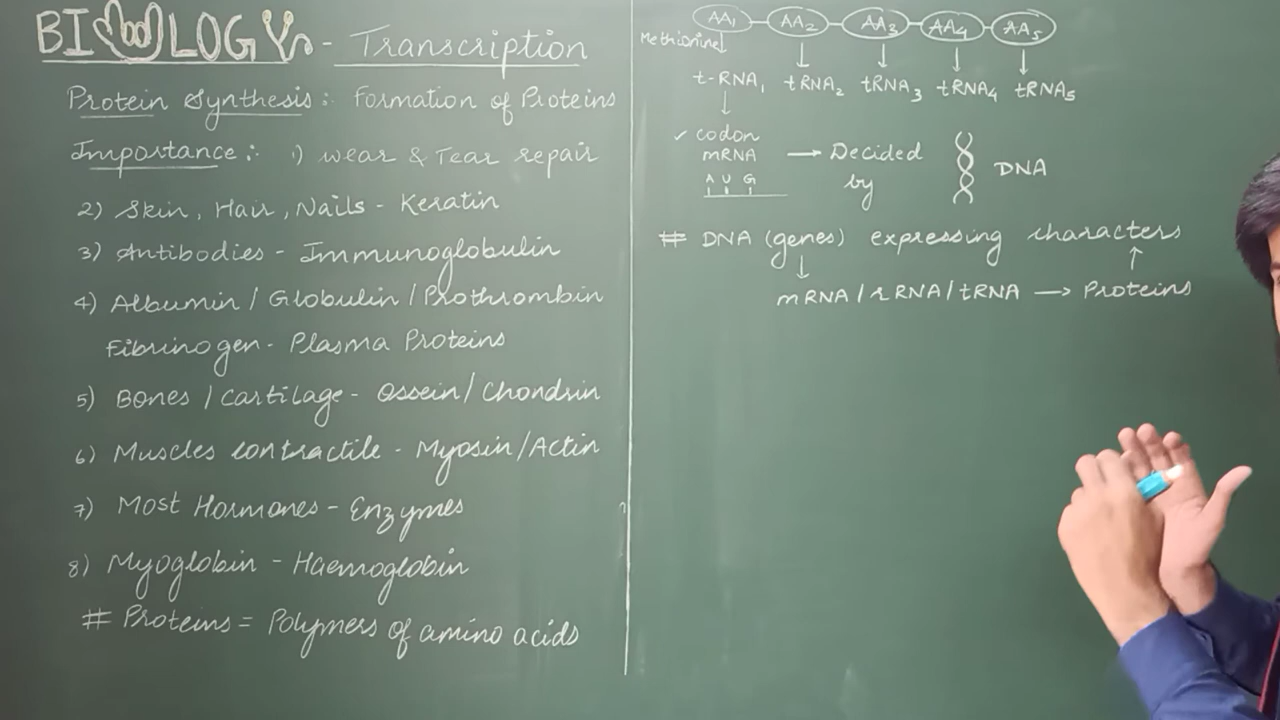 BIOLOGY - Transcription
Protein Synthesis: Formation of Proteins
Importance: 1) wear & Tear repair
2) Skin, Hair, Nails - Keratin
3) Antibodies - Immunoglobulin
4) Albumin / Globulin / Prothrombin
Fibrinogen - Plasma Proteins
5) Bones / Cartilage - Ossein / Chondrin
6) Muscles contractile - Myosin / Actin
7) Most Hormones - Enzymes
8) Myoglobin - Haemoglobin
# Proteins = Polymers of amino acids
AA1 AA2 AA3 AA4 AA5
Methionine
t-RNA1 tRNA2 tRNA3 tRNA4 tRNA5
✓ codon
mRNA → Decided by DNA
A U G
# DNA (genes) expressing characters
mRNA / rRNA / tRNA → Proteins